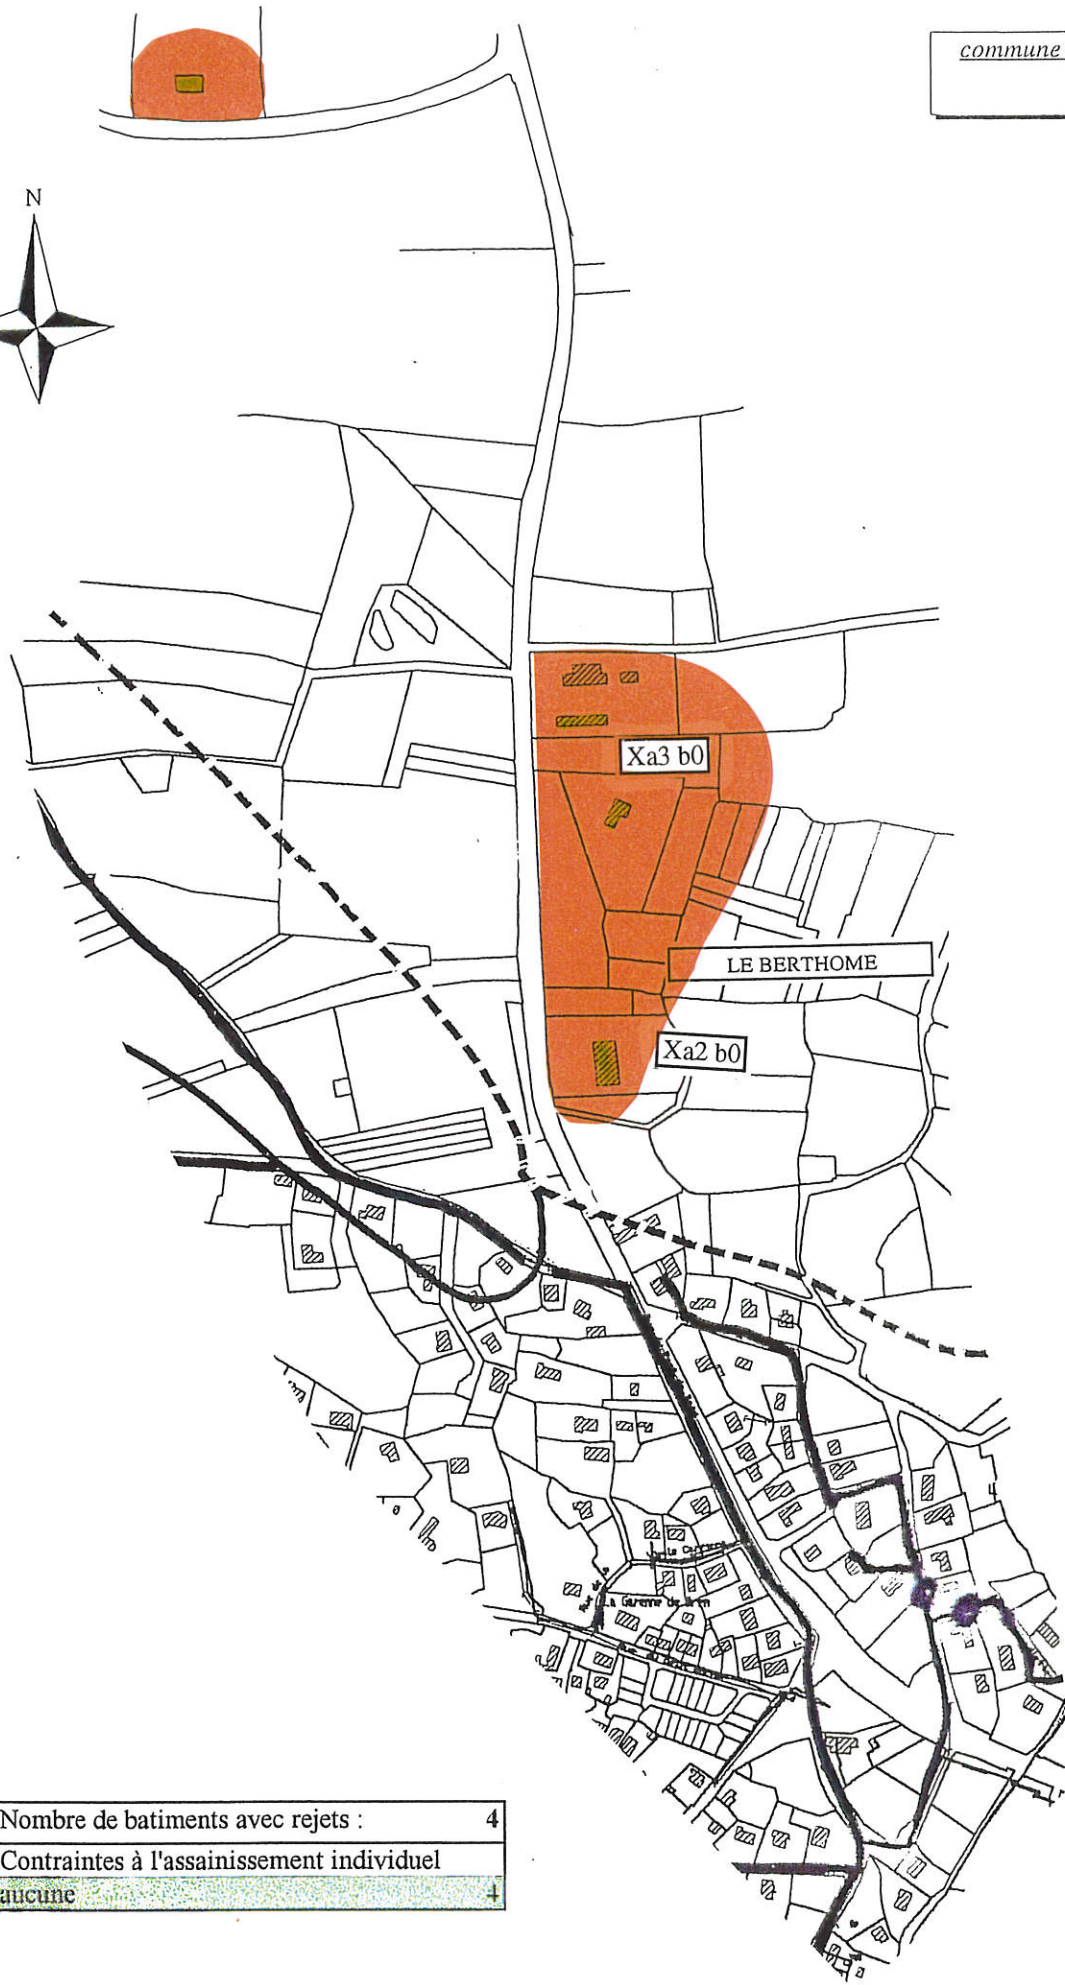 commune
N
Xa3 b0
LE BERTHOME
Xa2 b0
La Garenne de
Nombre de batiments avec rejets : 4
Contraintes à l'assainissement individuel
aucune 4